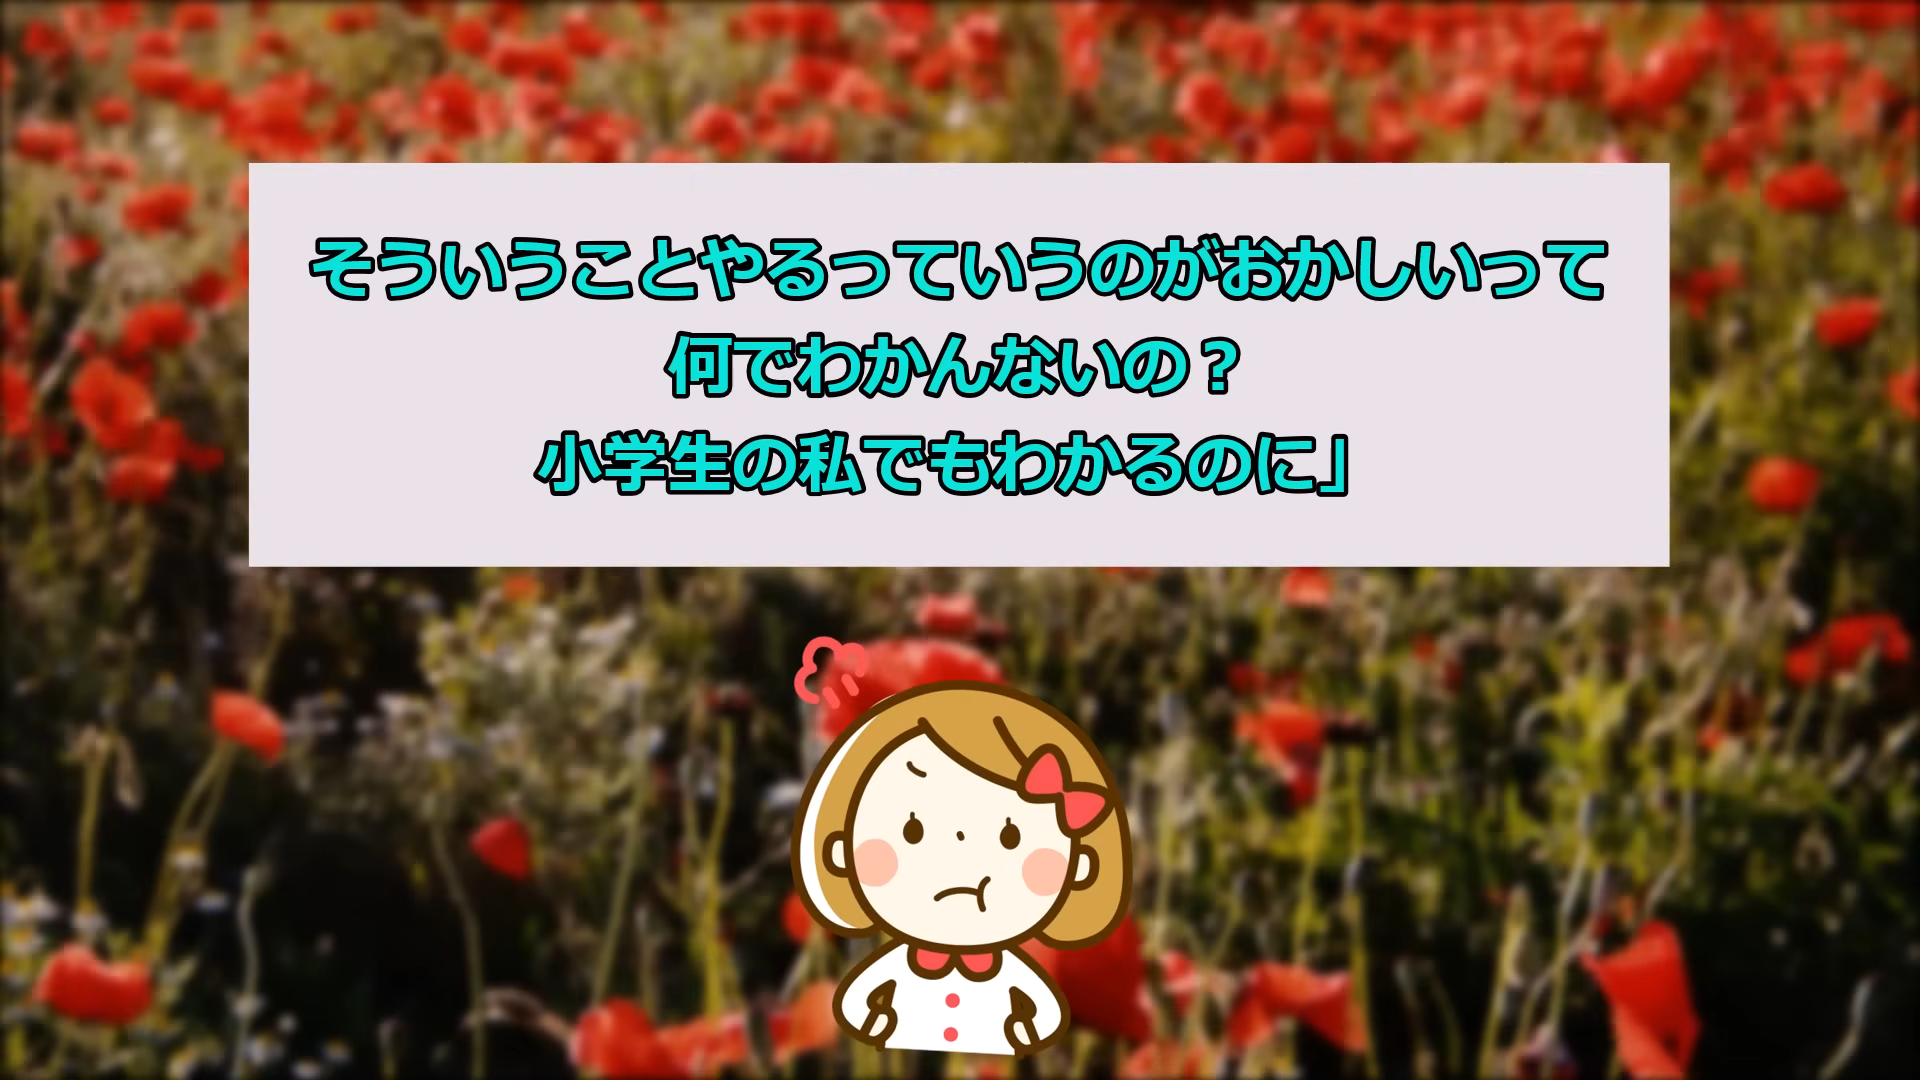 そういうことやるっていうのがおかしいって
何でわかんないの？
小学生の私でもわかるのに」